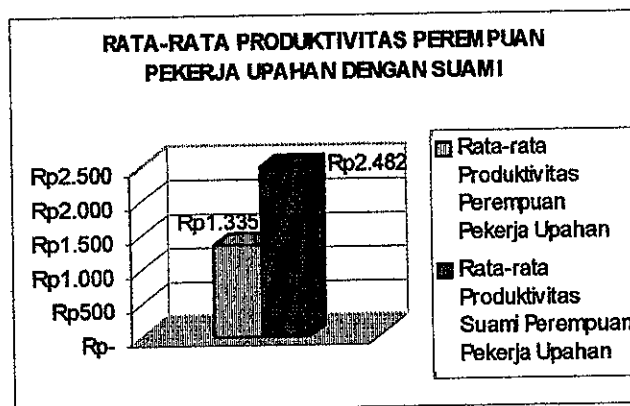 RATA-RATA PRODUKTIVITAS PEREMPUAN
PEKERJA UPAHAN DENGAN SUAMI
Rp2.500
Rp2.000
Rp1.500
Rp1.000
Rp500
Rp-
Rp1.335
Rp2.482
Rata-rata
Produktivitas
Perempuan
Pekerja Upahan
Rata-rata
Produktivitas
Suami Perempuan
Pekerja Upahan